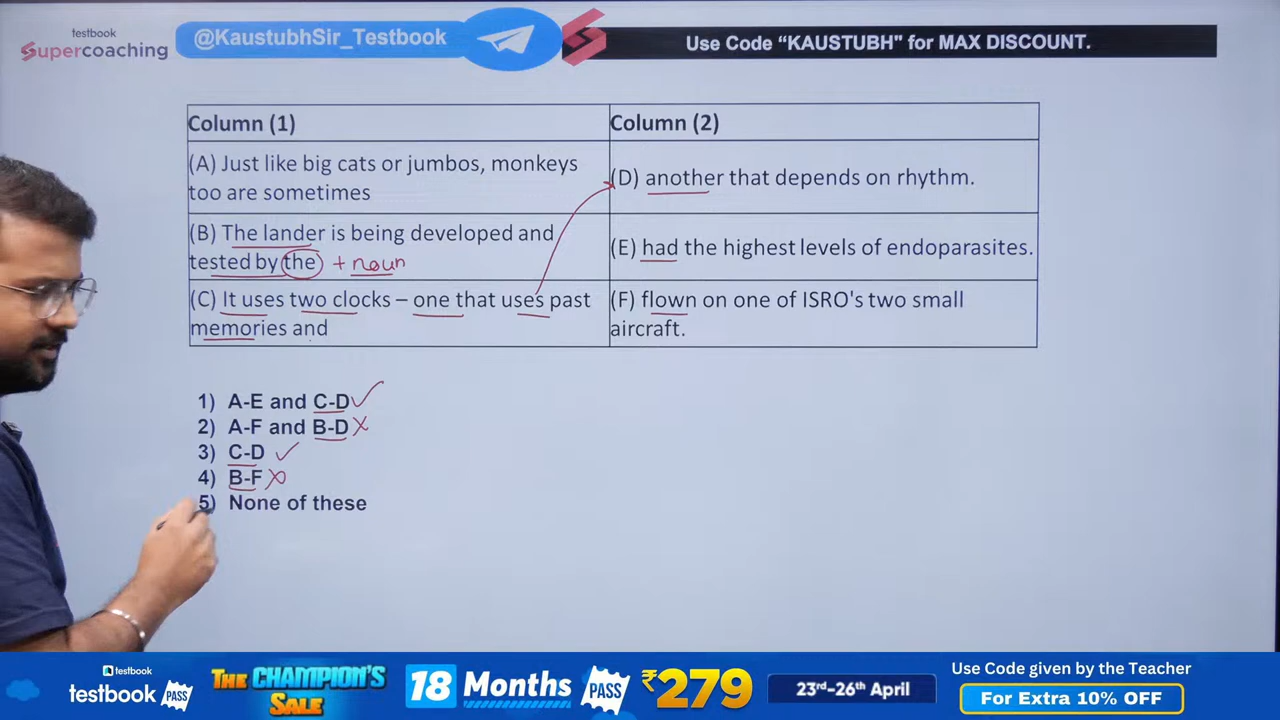 testbook
Supercoaching
@KaustubhSir_Testbook
Use Code “KAUSTUBH" for MAX DISCOUNT.
Column (1)
Column (2)
(A) Just like big cats or jumbos, monkeys
too are sometimes
(D) another that depends on rhythm.
(B) The lander is being developed and
tested by the + noun
(E) had the highest levels of endoparasites.
(C) It uses two clocks – one that uses past
memories and
(F) flown on one of ISRO's two small
aircraft.
1) A-E and C-D ✓
2) A-F and B-D X
3) C-D ✓
4) B-F X
5) None of these
testbook
testbook PASS
THE CHAMPION'S
SALE
18 Months PASS ₹279
23rd-26th April
Use Code given by the Teacher
For Extra 10% OFF